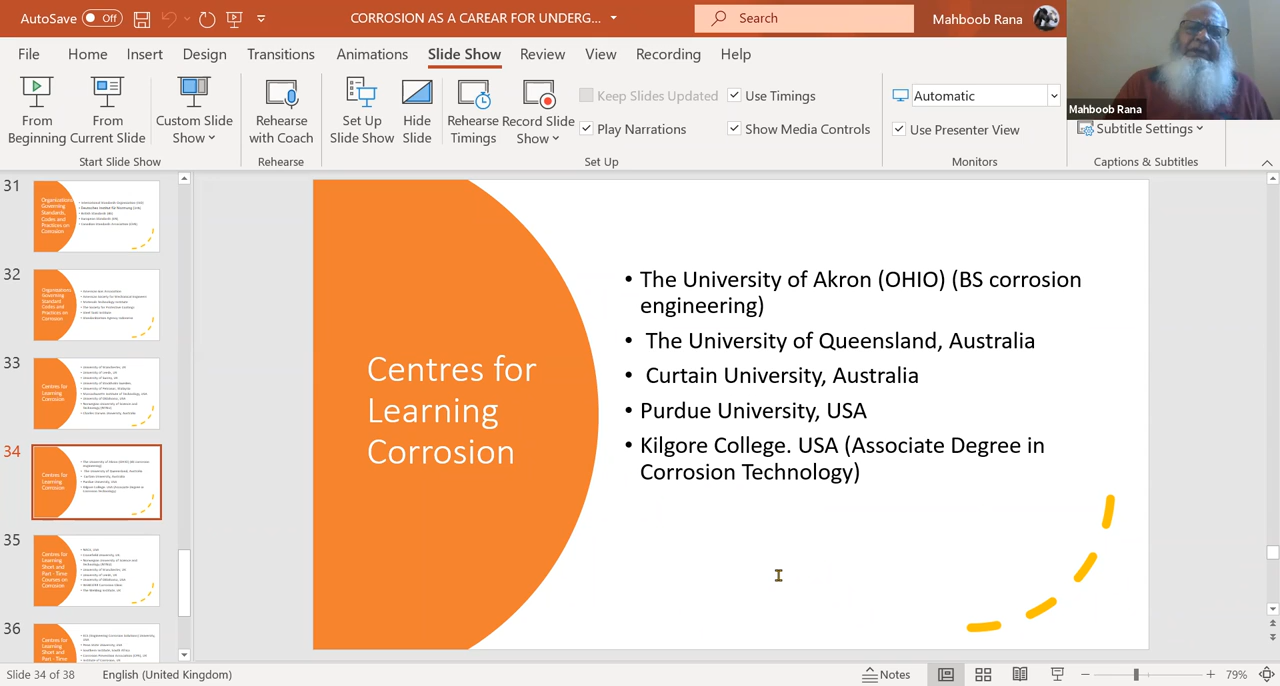 AutoSave Off
CORROSION AS A CAREAR FOR UNDERG...
Search
Mahboob Rana
File Home Insert Design Transitions Animations Slide Show Review View Recording Help
From Beginning
From Current Slide
Custom Slide Show
Rehearse with Coach
Set Up Slide Show
Hide Slide
Rehearse Timings
Record Slide Show
Keep Slides Updated
Use Timings
Play Narrations
Show Media Controls
Automatic
Use Presenter View
Mahboob Rana
Subtitle Settings
Start Slide Show
Rehearse
Set Up
Monitors
Captions & Subtitles
31
32
33
34
35
36
Centres for
Learning
Corrosion
• The University of Akron (OHIO) (BS corrosion
engineering)
• The University of Queensland, Australia
• Curtain University, Australia
• Purdue University, USA
• Kilgore College. USA (Associate Degree in
Corrosion Technology)
Slide 34 of 38
English (United Kingdom)
Notes
79%